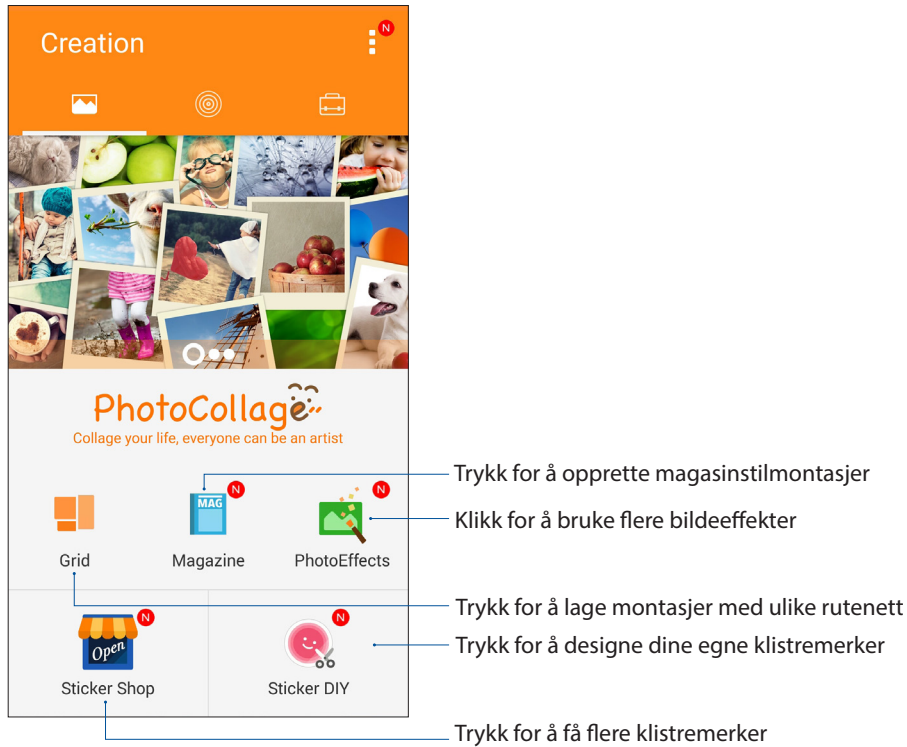 Creation
N
PhotoCollage
Collage your life, everyone can be an artist
MAG
N
N
Grid
Magazine
PhotoEffects
Open
N
N
Sticker Shop
Sticker DIY
Trykk for å opprette magasinstilmontasjer
Klikk for å bruke flere bildeeffekter
Trykk for å lage montasjer med ulike rutenett
Trykk for å designe dine egne klistremerker
Trykk for å få flere klistremerker